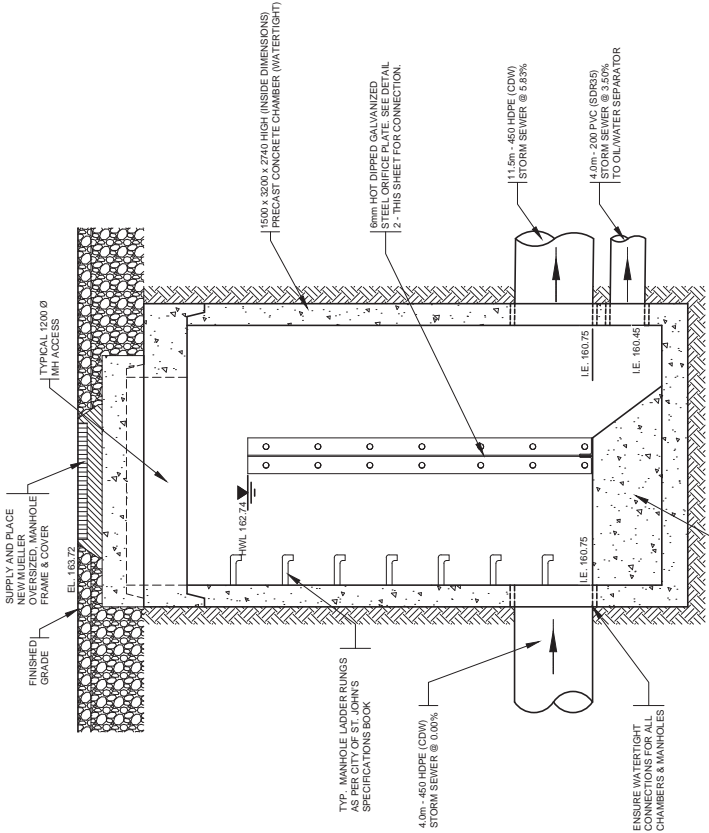 SUPPLY AND PLACE
NEW MUELLER
OVERSIZED, MANHOLE
FRAME & COVER
FINISHED
GRADE
EL. 163.72
TYPICAL 1200 Ø
MH ACCESS
1500 x 3200 x 2740 HIGH (INSIDE DIMENSIONS)
PRECAST CONCRETE CHAMBER (WATERTIGHT)
HWL 162.74
6mm HOT DIPPED GALVANIZED
STEEL ORIFICE PLATE. SEE DETAIL
2 - THIS SHEET FOR CONNECTION.
TYP. MANHOLE LADDER RUNGS
AS PER CITY OF ST. JOHN'S
SPECIFICATIONS BOOK
11.5m - 450 HDPE (CDW)
STORM SEWER @ 5.83%
4.0m - 200 PVC (SDR35)
STORM SEWER @ 3.50%
TO OIL/WATER SEPARATOR
4.0m - 450 HDPE (CDW)
STORM SEWER @ 0.00%
I.E. 160.75
I.E. 160.75
I.E. 160.45
ENSURE WATERTIGHT
CONNECTIONS FOR ALL
CHAMBERS & MANHOLES